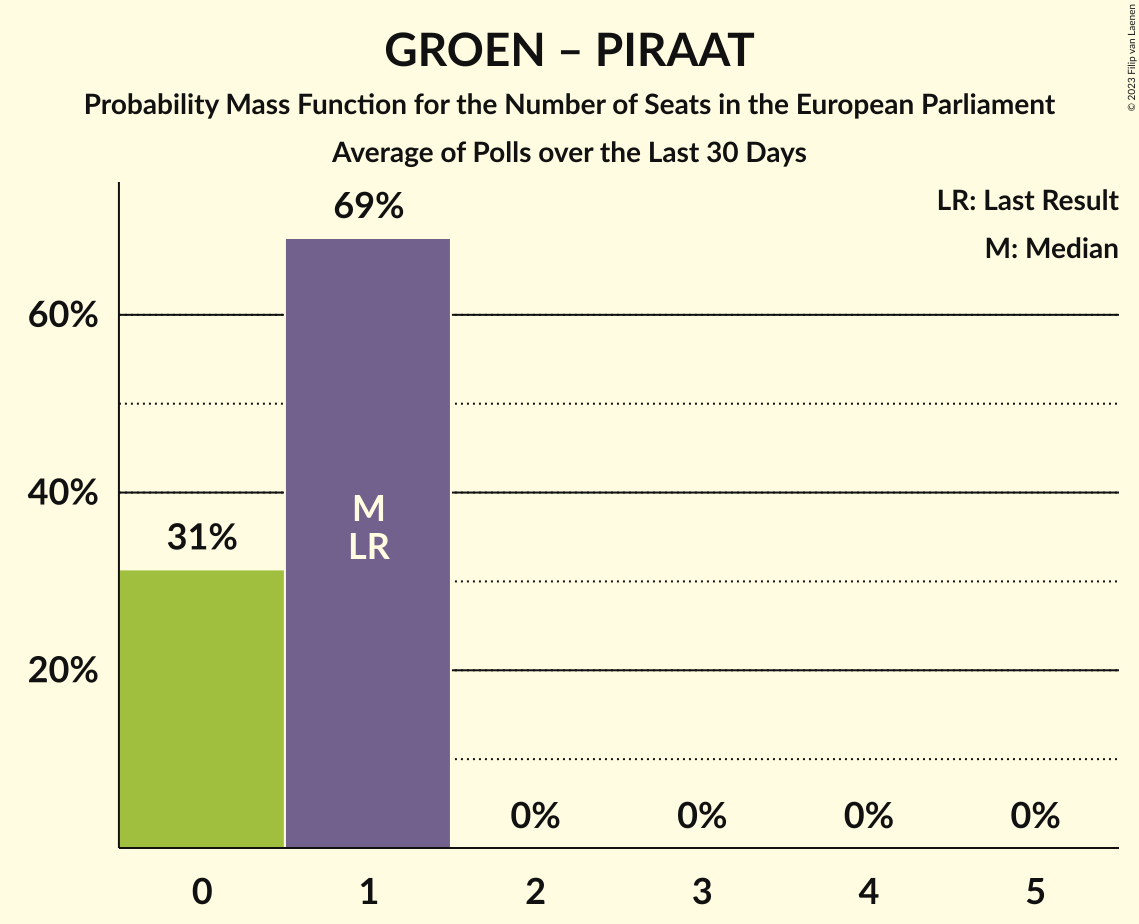 GROEN – PIRAAT
Probability Mass Function for the Number of Seats in the European Parliament
Average of Polls over the Last 30 Days
© 2023 Filip van Laenen
LR: Last Result
M: Median
69%
60%
40%
31%
M
LR
20%
0% 0% 0% 0%
0 1 2 3 4 5